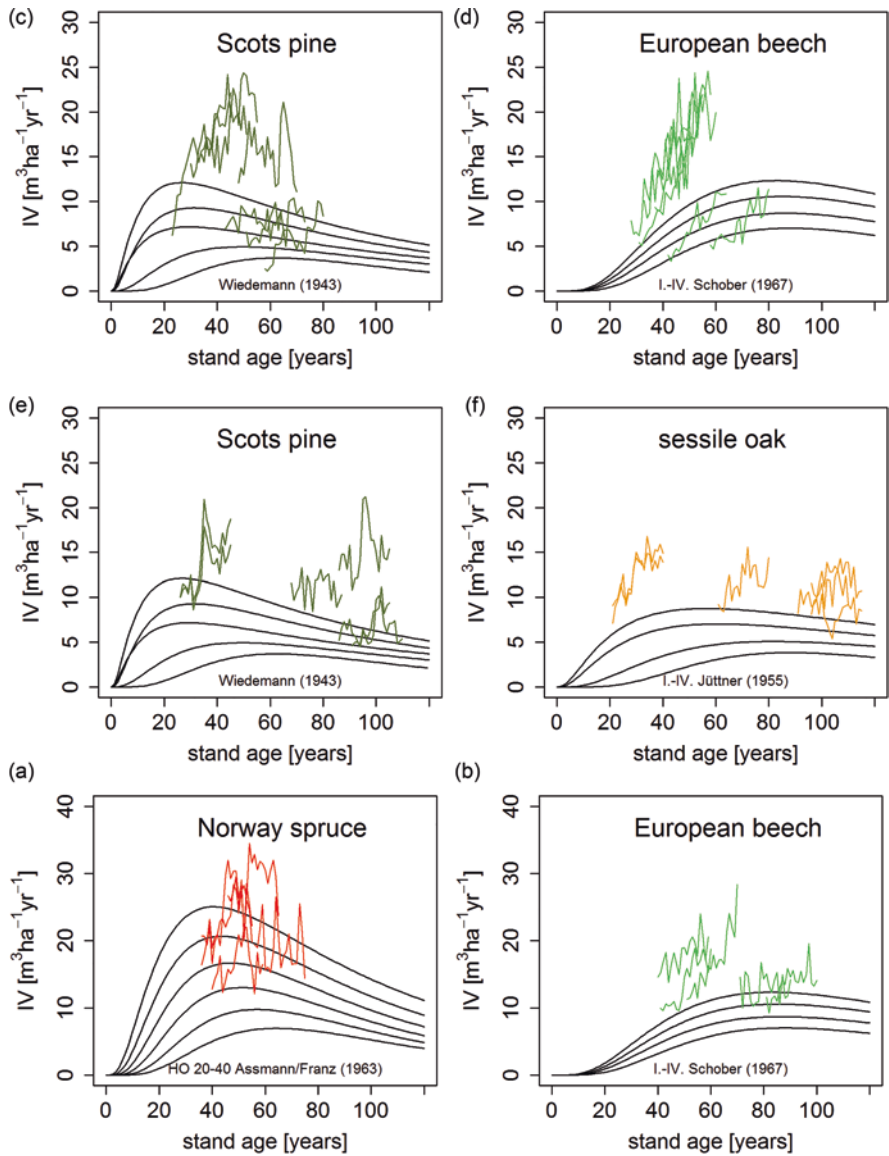 (c)
Scots pine
IV [m³ha⁻¹yr⁻¹]
30
25
20
15
10
5
0
Wiedemann (1943)
0 20 40 60 80 100
stand age [years]
(d)
European beech
IV [m³ha⁻¹yr⁻¹]
30
25
20
15
10
5
0
I.-IV. Schober (1967)
0 20 40 60 80 100
stand age [years]
(e)
Scots pine
IV [m³ha⁻¹yr⁻¹]
30
25
20
15
10
5
0
Wiedemann (1943)
0 20 40 60 80 100
stand age [years]
(f)
sessile oak
IV [m³ha⁻¹yr⁻¹]
30
25
20
15
10
5
0
I.-IV. Jüttner (1955)
0 20 40 60 80 100
stand age [years]
(a)
Norway spruce
IV [m³ha⁻¹yr⁻¹]
40
30
20
10
0
HO 20-40 Assmann/Franz (1963)
0 20 40 60 80 100
stand age [years]
(b)
European beech
IV [m³ha⁻¹yr⁻¹]
40
30
20
10
0
I.-IV. Schober (1967)
0 20 40 60 80 100
stand age [years]